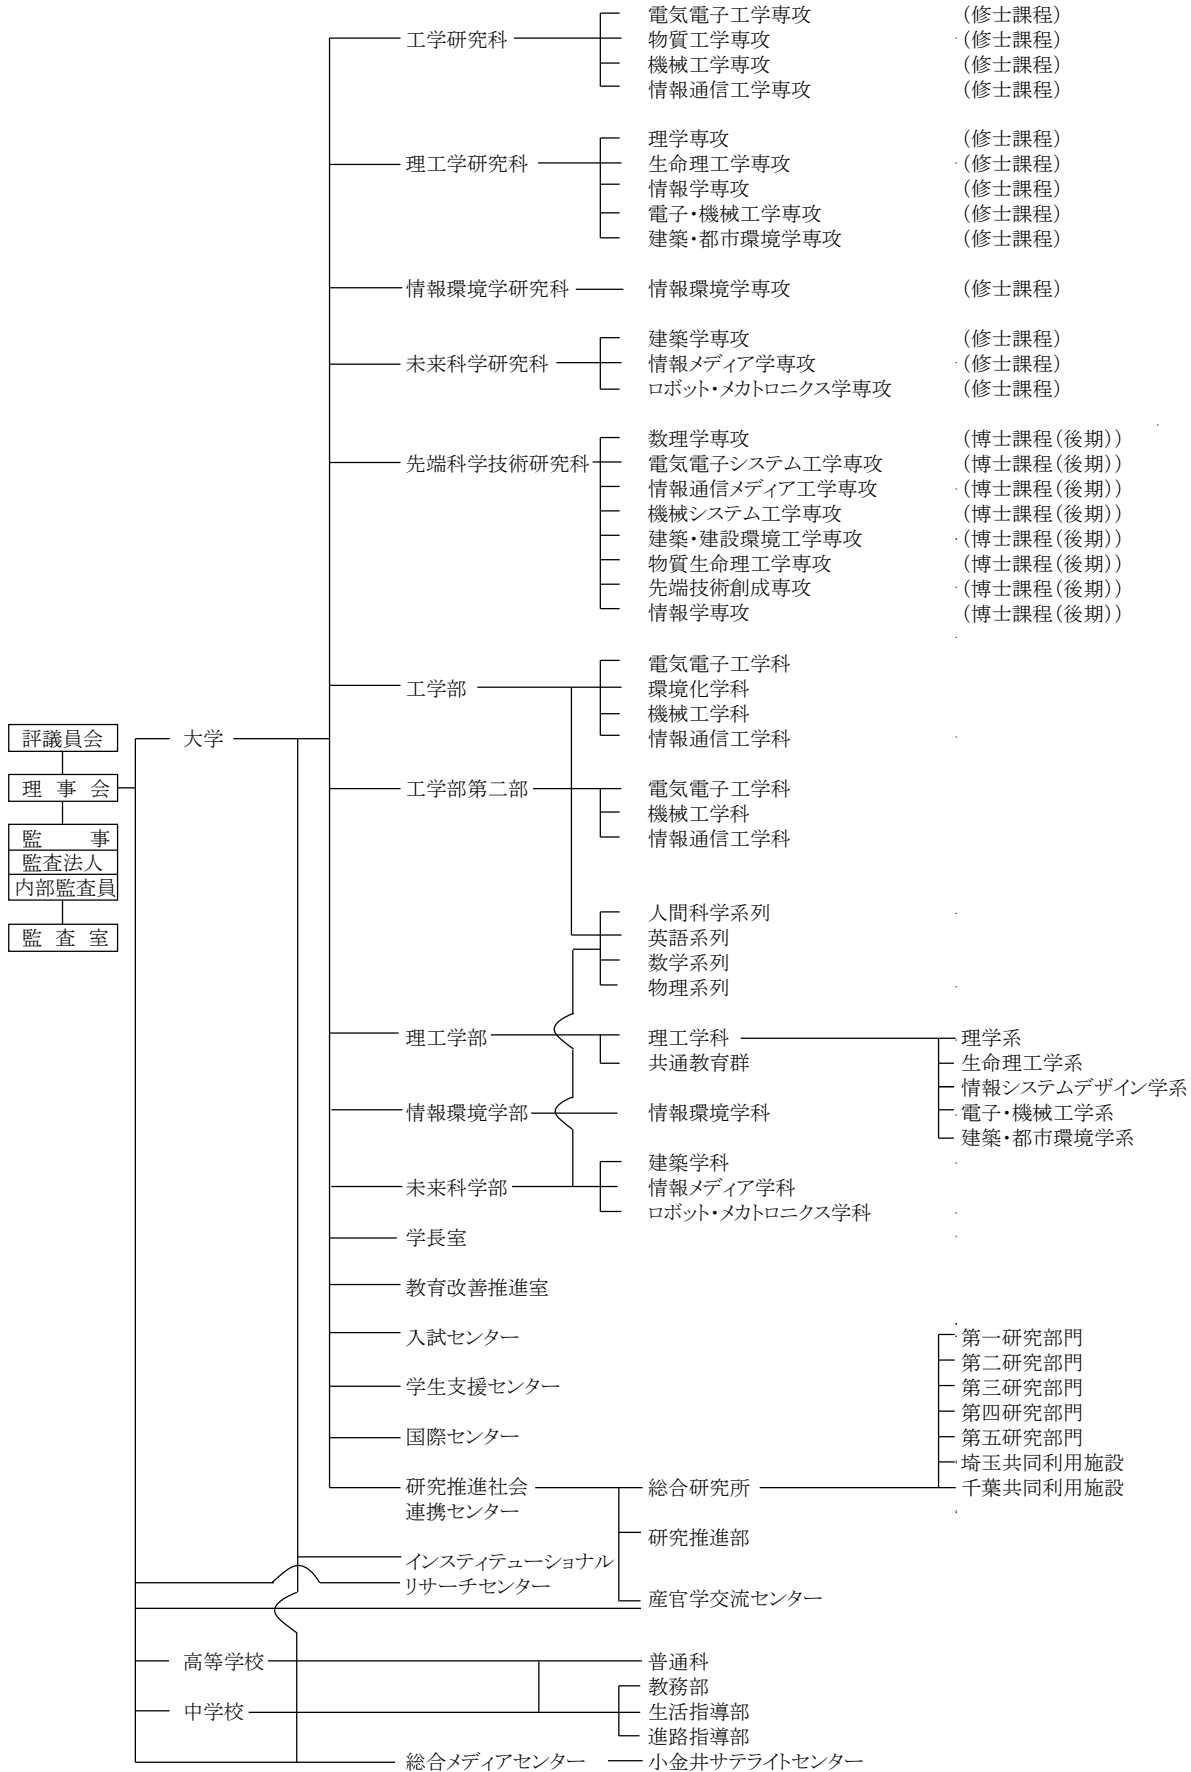 電気電子工学専攻 (修士課程)
工学研究科 物質工学専攻 (修士課程)
機械工学専攻 (修士課程)
情報通信工学専攻 (修士課程)
理学専攻 (修士課程)
理工学研究科 生命理工学専攻 (修士課程)
情報学専攻 (修士課程)
電子・機械工学専攻 (修士課程)
建築・都市環境学専攻 (修士課程)
情報環境学研究科 情報環境学専攻 (修士課程)
建築学専攻 (修士課程)
未来科学研究科 情報メディア学専攻 (修士課程)
ロボット・メカトロニクス学専攻 (修士課程)
数理学専攻 (博士課程(後期))
先端科学技術研究科 電気電子システム工学専攻 (博士課程(後期))
情報通信メディア工学専攻 (博士課程(後期))
機械システム工学専攻 (博士課程(後期))
建築・建設環境工学専攻 (博士課程(後期))
物質生命理工学専攻 (博士課程(後期))
先端技術創成専攻 (博士課程(後期))
情報学専攻 (博士課程(後期))
電気電子工学科
工学部 環境化学科
機械工学科
評議員会 大学 情報通信工学科
理事会 工学部第二部 電気電子工学科
機械工学科
監事 情報通信工学科
監査法人
内部監査員
人間科学系列
監査室 英語系列
数学系列
物理系列
理工学部 理工学科 理学系
共通教育群 生命理工学系
情報システムデザイン学系
情報環境学部 情報環境学科 電子・機械工学系
建築・都市環境学系
建築学科
未来科学部 情報メディア学科
ロボット・メカトロニクス学科
学長室
教育改善推進室
入試センター 第一研究部門
第二研究部門
学生支援センター 第三研究部門
第四研究部門
国際センター 第五研究部門
埼玉共同利用施設
研究推進社会 総合研究所 千葉共同利用施設
連携センター
研究推進部
インスティテューショナル
リサーチセンター
産官学交流センター
高等学校 普通科
教務部
中学校 生活指導部
進路指導部
総合メディアセンター 小金井サテライトセンター